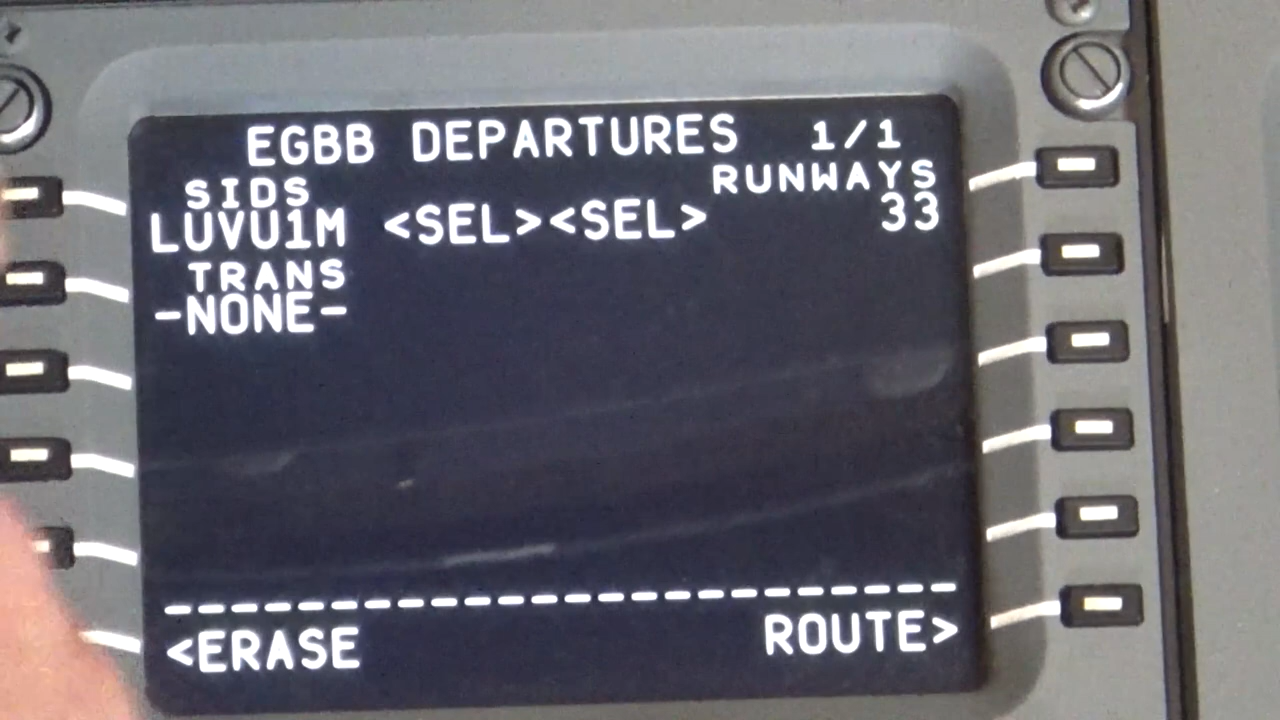 EGBB DEPARTURES 1/1
SIDS RUNWAYS
LUVU1M <SEL><SEL> 33
TRANS
-NONE-
------------------------
<ERASE ROUTE>